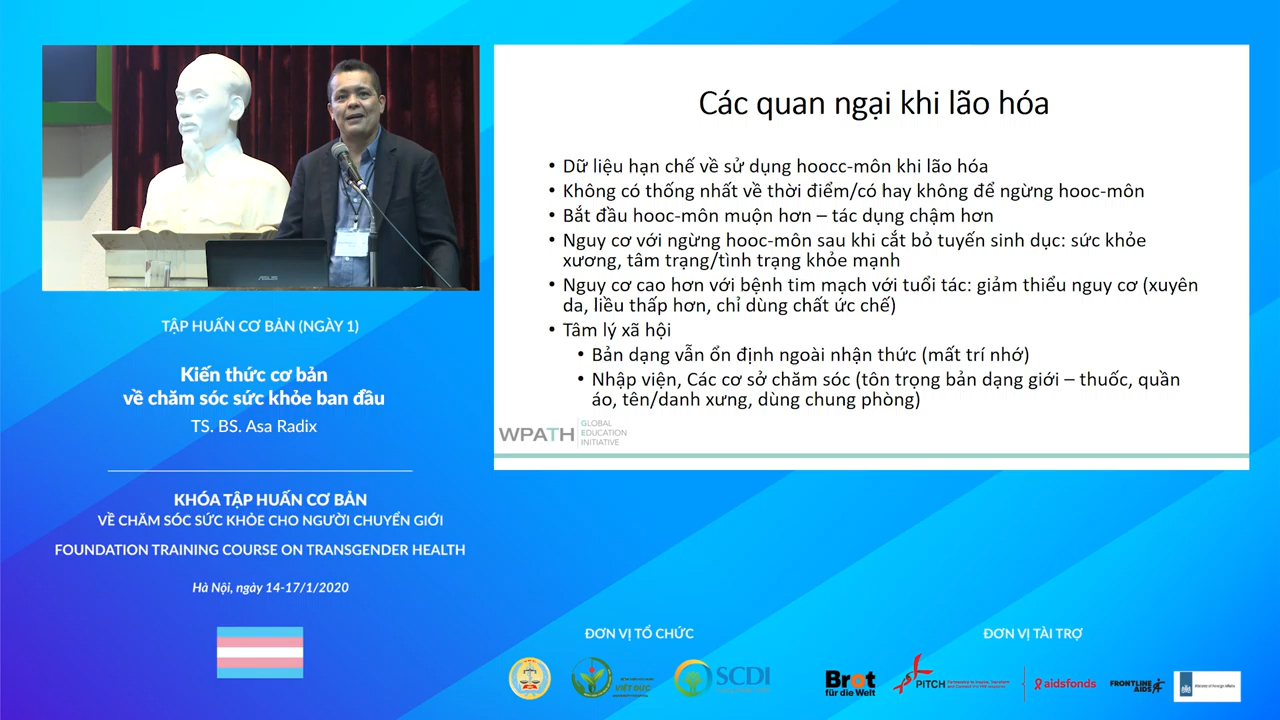 Các quan ngại khi lão hóa
• Dữ liệu hạn chế về sử dụng hoocc-môn khi lão hóa
• Không có thống nhất về thời điểm/có hay không để ngừng hooc-môn
• Bắt đầu hooc-môn muộn hơn – tác dụng chậm hơn
• Nguy cơ với ngừng hooc-môn sau khi cắt bỏ tuyến sinh dục: sức khỏe
xương, tâm trạng/tình trạng khỏe mạnh
• Nguy cơ cao hơn với bệnh tim mạch với tuổi tác: giảm thiểu nguy cơ (xuyên
da, liều thấp hơn, chỉ dùng chất ức chế)
• Tâm lý xã hội
• Bản dạng vẫn ổn định ngoài nhận thức (mất trí nhớ)
• Nhập viện, Các cơ sở chăm sóc (tôn trọng bản dạng giới – thuốc, quần
áo, tên/danh xưng, dùng chung phòng)
WPATH
GLOBAL
EDUCATION
INITIATIVE
ASUS
TẬP HUẤN CƠ BẢN (NGÀY 1)
Kiến thức cơ bản
về chăm sóc sức khỏe ban đầu
TS. BS. Asa Radix
KHÓA TẬP HUẤN CƠ BẢN
VỀ CHĂM SÓC SỨC KHỎE CHO NGƯỜI CHUYỂN GIỚI
FOUNDATION TRAINING COURSE ON TRANSGENDER HEALTH
Hà Nội, ngày 14-17/1/2020
ĐƠN VỊ TỔ CHỨC
VIỆT ĐỨC
SCDI
ĐƠN VỊ TÀI TRỢ
Brot
für die Welt
PITCH
aidsfonds
FRONTLINE
AIDS
Ministry of Foreign Affairs